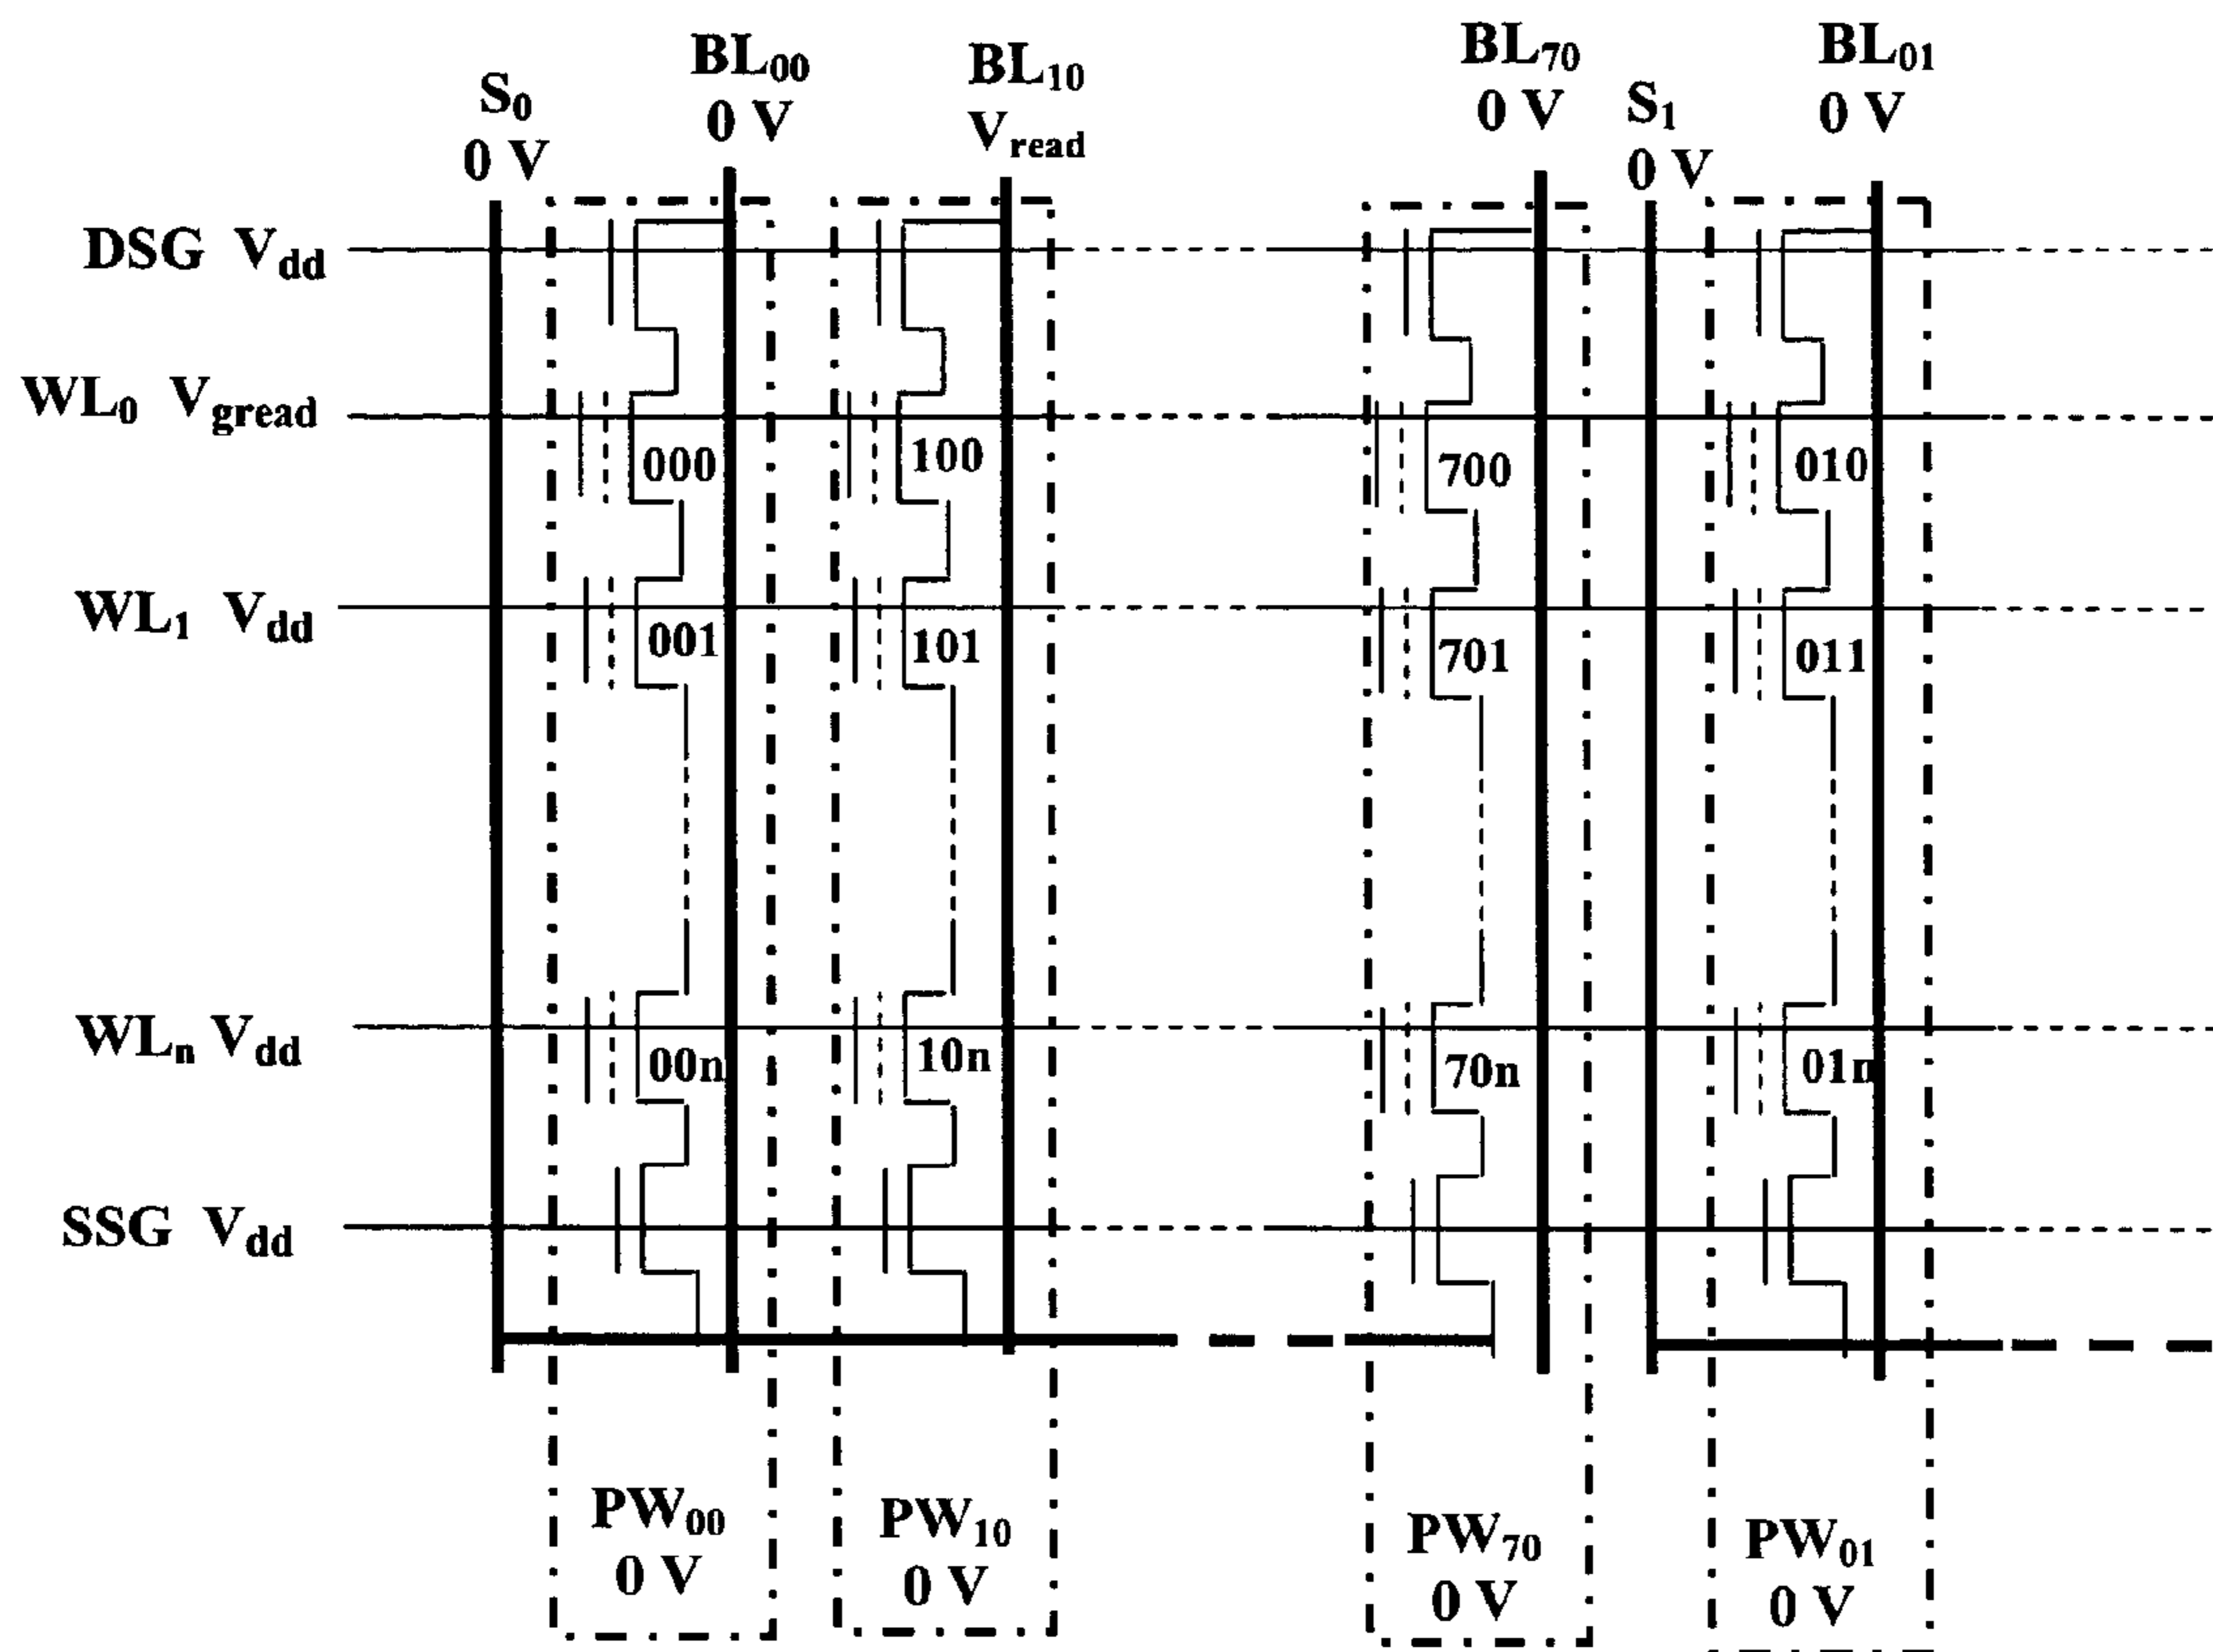 S₀
0 V
BL₀₀
0 V
BL₁₀
Vread
BL₇₀
0 V
S₁
0 V
BL₀₁
0 V
DSG Vdd
WL₀ Vgread
000
100
700
010
WL₁ Vdd
001
101
701
011
WLn Vdd
00n
10n
70n
01n
SSG Vdd
PW₀₀
0 V
PW₁₀
0 V
PW₇₀
0 V
PW₀₁
0 V